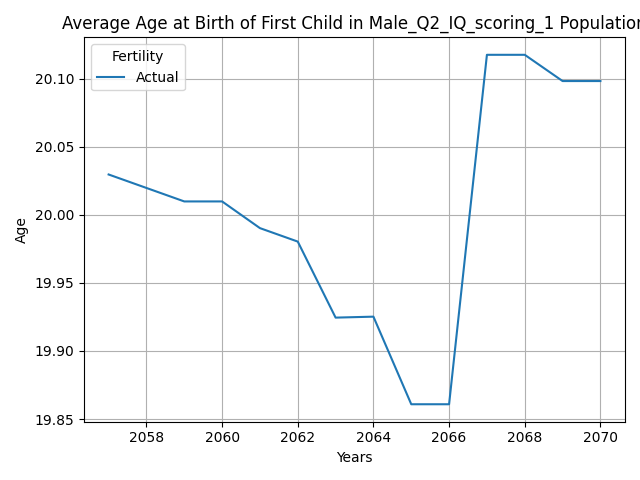 Average Age at Birth of First Child in Male_Q2_IQ_scoring_1 Population
Fertility
Actual
20.10
20.05
20.00
19.95
19.90
19.85
Age
2058 2060 2062 2064 2066 2068 2070
Years